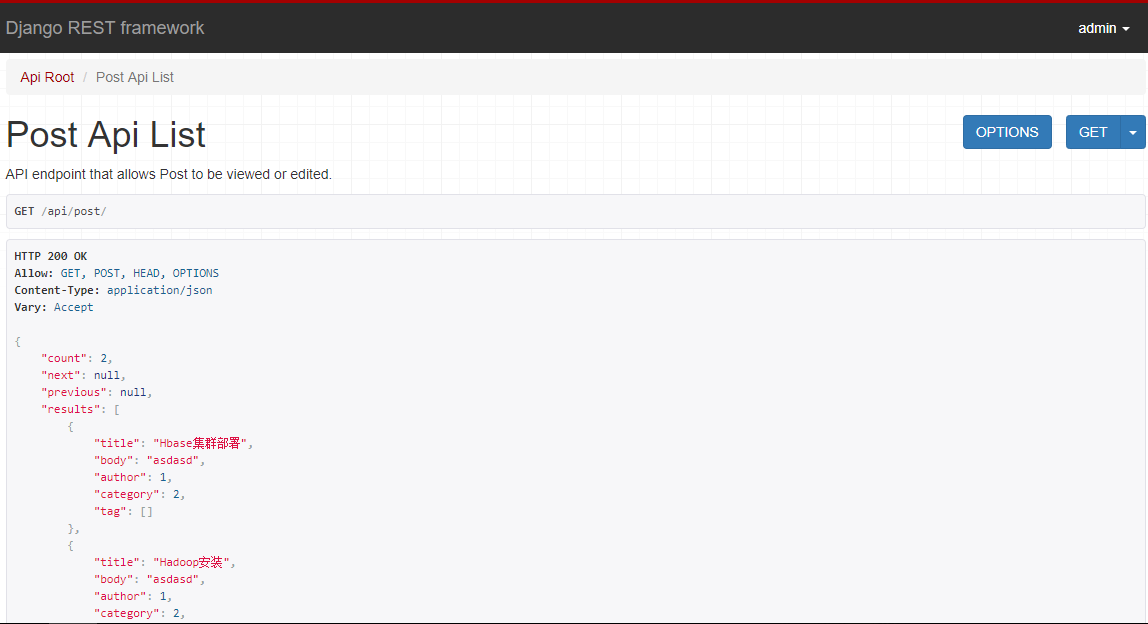 Django REST framework
admin
Api Root / Post Api List
Post Api List
OPTIONS
GET
API endpoint that allows Post to be viewed or edited.
GET /api/post/
HTTP 200 OK
Allow: GET, POST, HEAD, OPTIONS
Content-Type: application/json
Vary: Accept
{
"count": 2,
"next": null,
"previous": null,
"results": [
{
"title": "Hbase集群部署",
"body": "asdasd",
"author": 1,
"category": 2,
"tag": []
},
{
"title": "Hadoop安装",
"body": "asdasd",
"author": 1,
"category": 2,